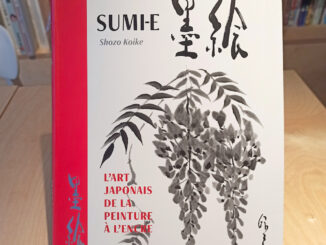 SUMI-E
Shozo Koike
墨絵
L'ART
JAPONAIS
DE LA
PEINTURE
À L'ENCRE